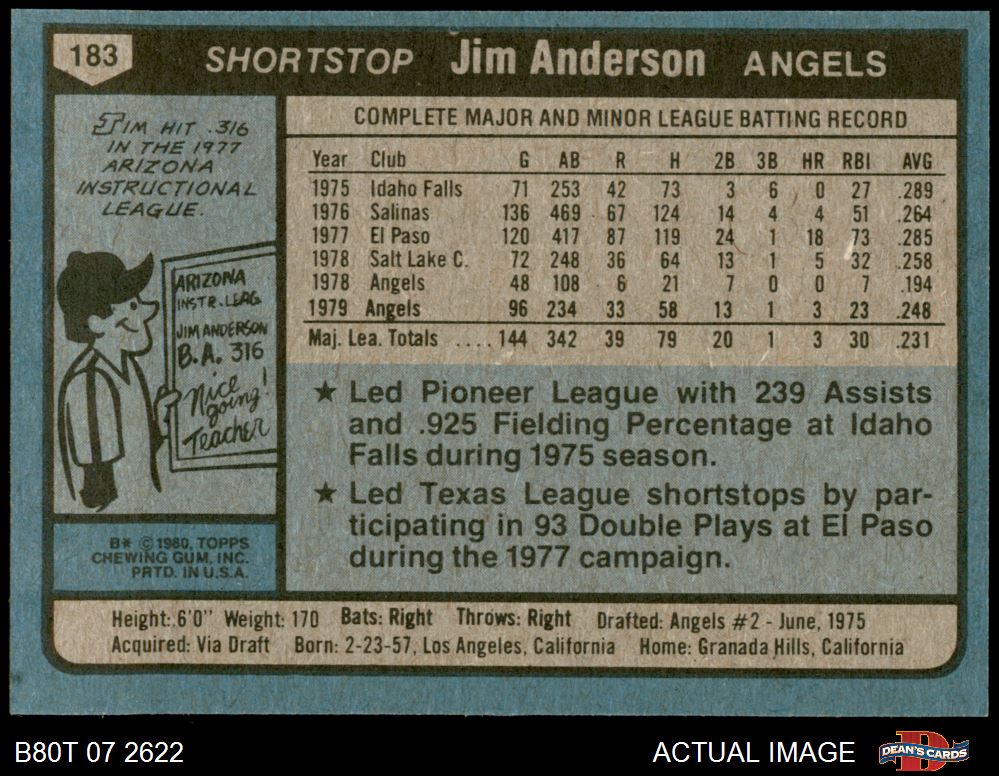 183
SHORTSTOP Jim Anderson ANGELS
JIM HIT .316
IN THE 1977
ARIZONA
INSTRUCTIONAL
LEAGUE.
ARIZONA
INSTR. LEAG.
JIM ANDERSON
B.A. 316
Nice
going!
Teacher
B* © 1980, TOPPS
CHEWING GUM, INC.
PRTD. IN U.S.A.
COMPLETE MAJOR AND MINOR LEAGUE BATTING RECORD
Year Club G AB R H 2B 3B HR RBI AVG
1975 Idaho Falls 71 253 42 73 3 6 0 27 .289
1976 Salinas 136 469 67 124 14 4 4 51 .264
1977 El Paso 120 417 87 119 24 1 18 73 .285
1978 Salt Lake C. 72 248 36 64 13 1 5 32 .258
1978 Angels 48 108 6 21 7 0 0 7 .194
1979 Angels 96 234 33 58 13 1 3 23 .248
Maj. Lea. Totals .... 144 342 39 79 20 1 3 30 .231
★ Led Pioneer League with 239 Assists
and .925 Fielding Percentage at Idaho
Falls during 1975 season.
★ Led Texas League shortstops by par-
ticipating in 93 Double Plays at El Paso
during the 1977 campaign.
Height: 6'0" Weight: 170 Bats: Right Throws: Right Drafted: Angels #2 - June, 1975
Acquired: Via Draft Born: 2-23-57, Los Angeles, California Home: Granada Hills, California
B80T 07 2622 ACTUAL IMAGE DEAN'S CARDS